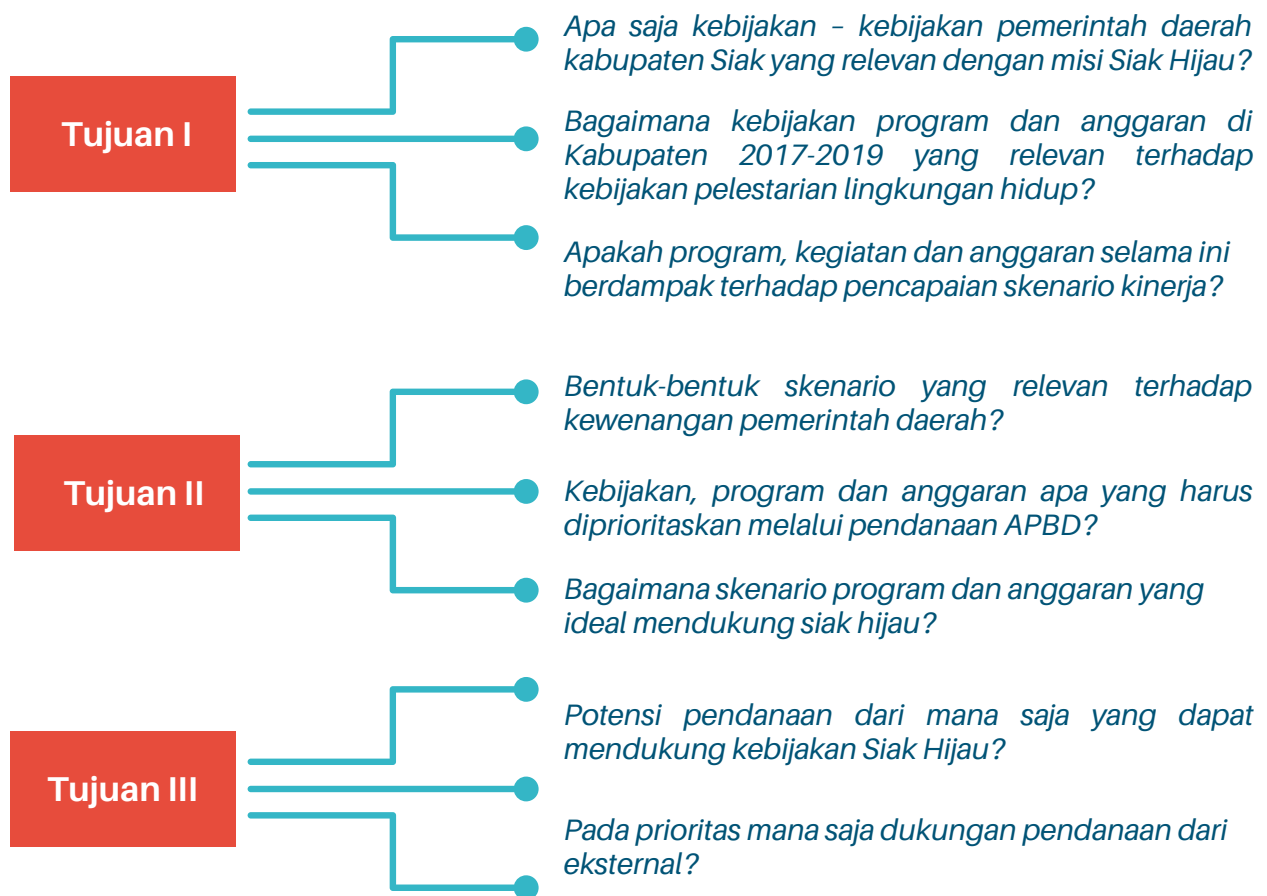 Apa saja kebijakan – kebijakan pemerintah daerah
kabupaten Siak yang relevan dengan misi Siak Hijau?
Tujuan I
Bagaimana kebijakan program dan anggaran di
Kabupaten 2017-2019 yang relevan terhadap
kebijakan pelestarian lingkungan hidup?
Apakah program, kegiatan dan anggaran selama ini
berdampak terhadap pencapaian skenario kinerja?
Bentuk-bentuk skenario yang relevan terhadap
kewenangan pemerintah daerah?
Tujuan II
Kebijakan, program dan anggaran apa yang harus
diprioritaskan melalui pendanaan APBD?
Bagaimana skenario program dan anggaran yang
ideal mendukung siak hijau?
Potensi pendanaan dari mana saja yang dapat
mendukung kebijakan Siak Hijau?
Tujuan III
Pada prioritas mana saja dukungan pendanaan dari
eksternal?